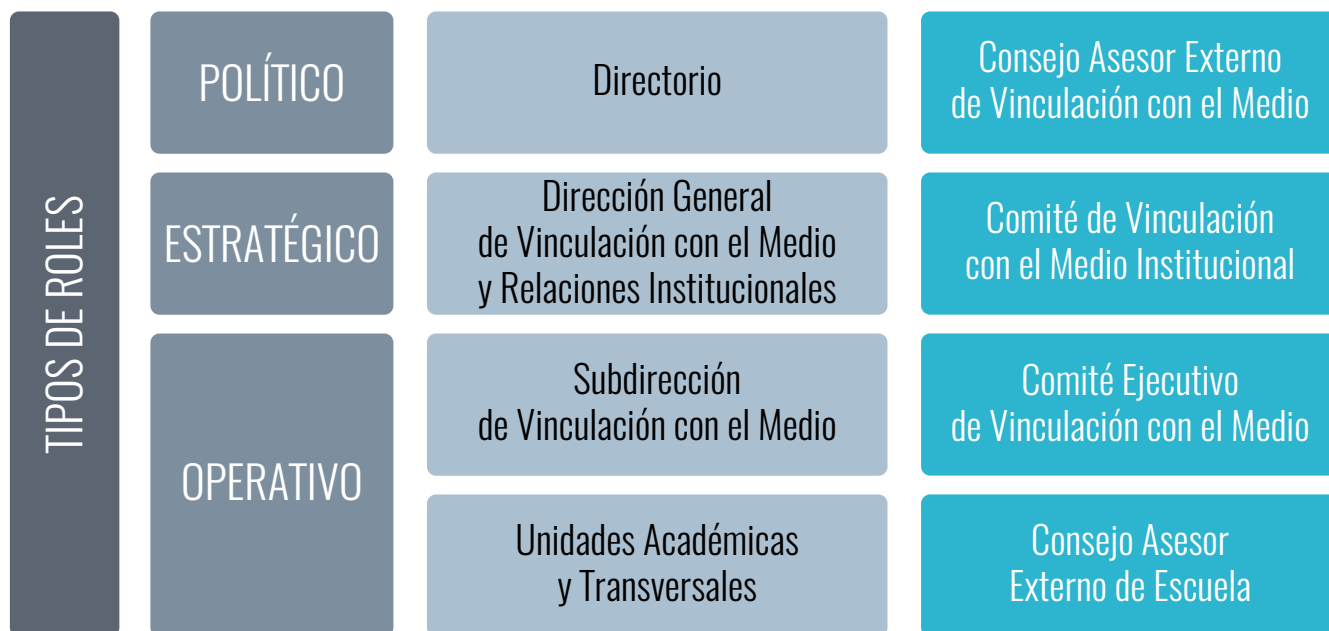 TIPOS DE ROLES
POLÍTICO
Directorio
Consejo Asesor Externo
de Vinculación con el Medio
ESTRATÉGICO
Dirección General
de Vinculación con el Medio
y Relaciones Institucionales
Comité de Vinculación
con el Medio Institucional
OPERATIVO
Subdirección
de Vinculación con el Medio
Comité Ejecutivo
de Vinculación con el Medio
Unidades Académicas
y Transversales
Consejo Asesor
Externo de Escuela